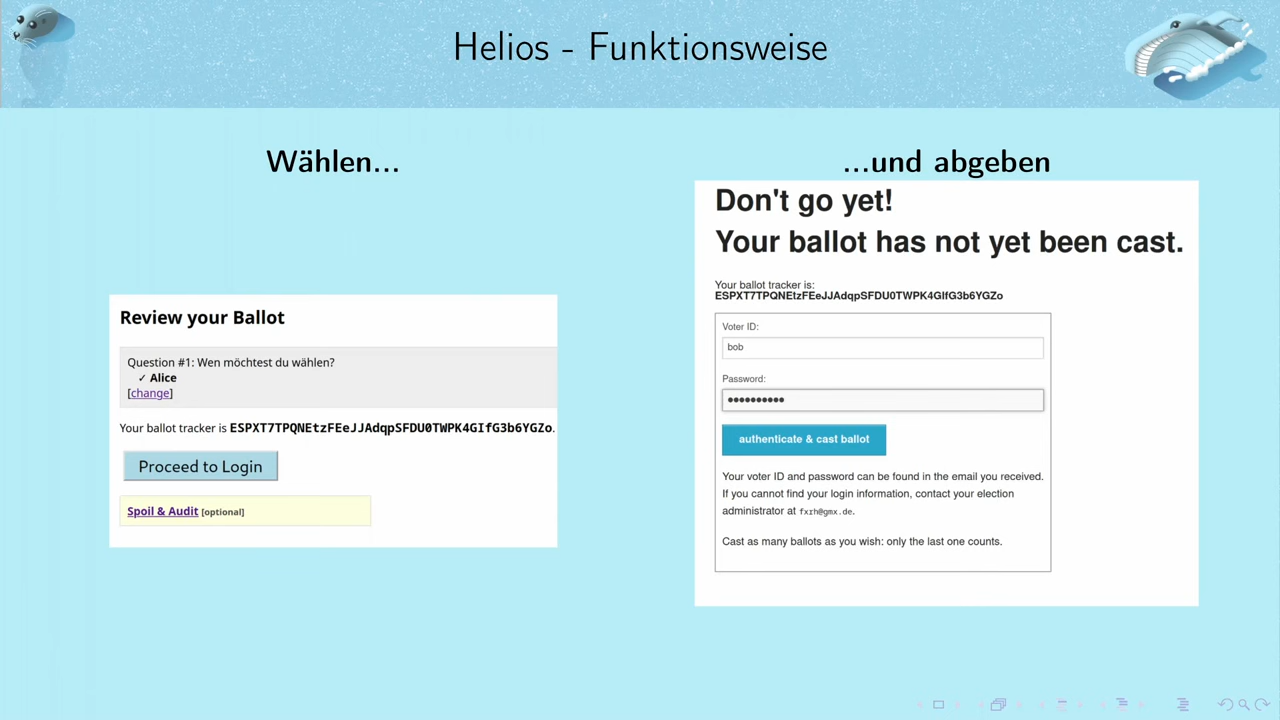 Helios - Funktionsweise
Wählen...
Review your Ballot
Question #1: Wen möchtest du wählen?
✓ Alice
[change]
Your ballot tracker is ESPXT7TPQNEtzFEeJJAdqpSFDU0TWPK4GIfG3b6YGZo.
Proceed to Login
Spoil & Audit [optional]
...und abgeben
Don't go yet!
Your ballot has not yet been cast.
Your ballot tracker is:
ESPXT7TPQNEtzFEeJJAdqpSFDU0TWPK4GIfG3b6YGZo
Voter ID:
bob
Password:
●●●●●●●●●●
authenticate & cast ballot
Your voter ID and password can be found in the email you received.
If you cannot find your login information, contact your election
administrator at fxrh@gmx.de.
Cast as many ballots as you wish: only the last one counts.